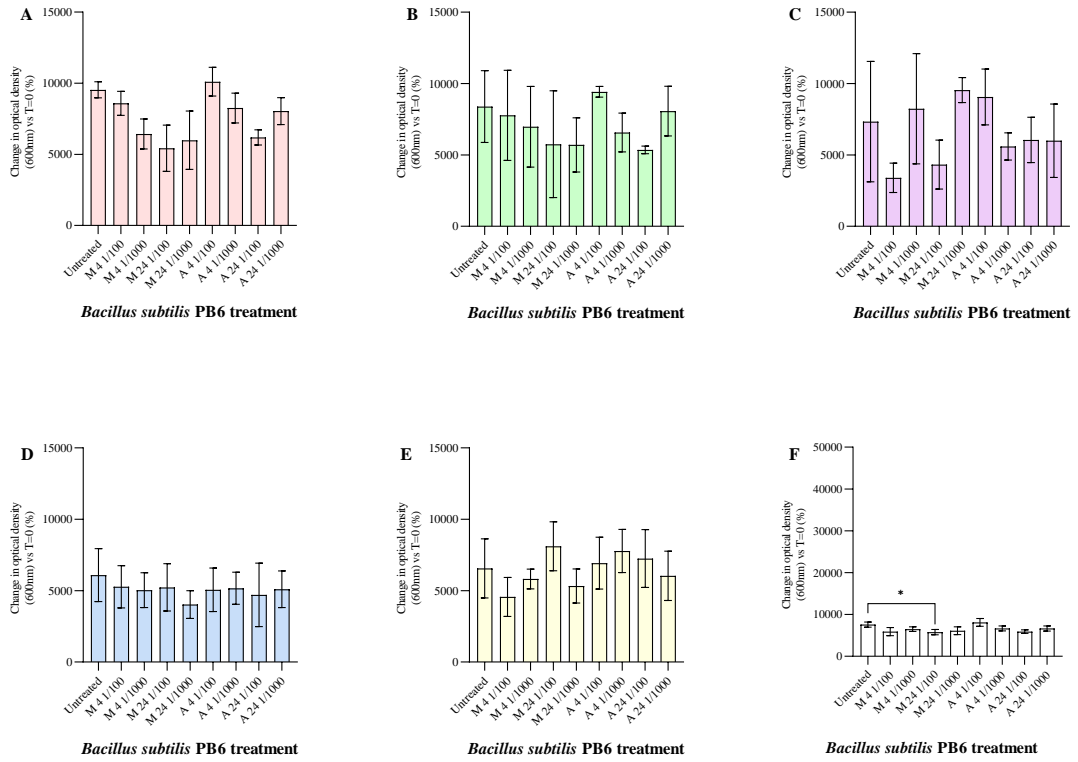 A
Change in optical density
(600nm) vs T=0 (%)
15000
10000
5000
0
Untreated
M 4 1/100
M 4 1/1000
M 24 1/100
M 24 1/1000
A 4 1/100
A 4 1/1000
A 24 1/100
A 24 1/1000
Bacillus subtilis PB6 treatment
B
Change in optical density
(600nm) vs T=0 (%)
15000
10000
5000
0
Untreated
M 4 1/100
M 4 1/1000
M 24 1/100
M 24 1/1000
A 4 1/100
A 4 1/1000
A 24 1/100
A 24 1/1000
Bacillus subtilis PB6 treatment
C
Change in optical density
(600nm) vs T=0 (%)
15000
10000
5000
0
Untreated
M 4 1/100
M 4 1/1000
M 24 1/100
M 24 1/1000
A 4 1/100
A 4 1/1000
A 24 1/100
A 24 1/1000
Bacillus subtilis PB6 treatment
D
Change in optical density
(600nm) vs T=0 (%)
15000
10000
5000
0
Untreated
M 4 1/100
M 4 1/1000
M 24 1/100
M 24 1/1000
A 4 1/100
A 4 1/1000
A 24 1/100
A 24 1/1000
Bacillus subtilis PB6 treatment
E
Change in optical density
(600nm) vs T=0 (%)
15000
10000
5000
0
Untreated
M 4 1/100
M 4 1/1000
M 24 1/100
M 24 1/1000
A 4 1/100
A 4 1/1000
A 24 1/100
A 24 1/1000
Bacillus subtilis PB6 treatment
F
Change in optical density
(600nm) vs T=0 (%)
50000
40000
30000
20000
10000
0
*
Untreated
M 4 1/100
M 4 1/1000
M 24 1/100
M 24 1/1000
A 4 1/100
A 4 1/1000
A 24 1/100
A 24 1/1000
Bacillus subtilis PB6 treatment